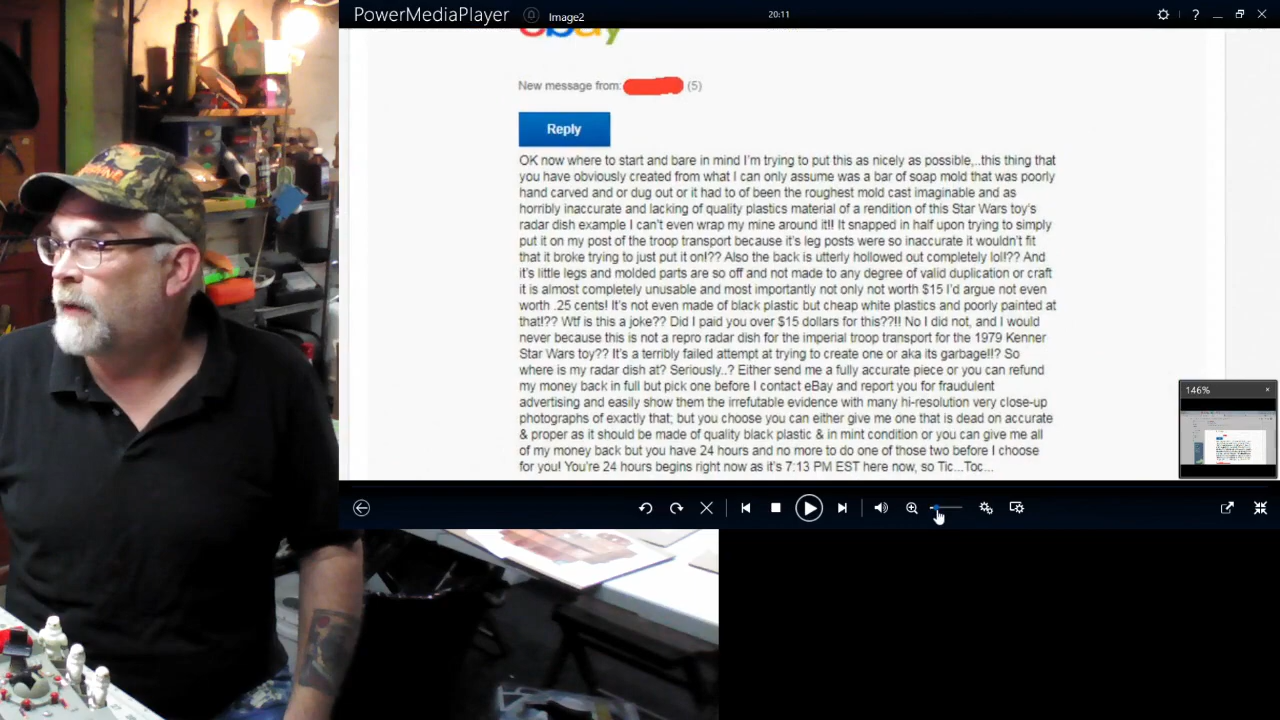 PowerMediaPlayer
Image2
20:11
ebay
New message from:
(5)
Reply
OK now where to start and bare in mind I'm trying to put this as nicely as possible,..this thing that
you have obviously created from what I can only assume was a bar of soap mold that was poorly
hand carved and or dug out or it had to of been the roughest mold cast imaginable and as
horribly inaccurate and lacking of quality plastics material of a rendition of this Star Wars toy's
radar dish example I can't even wrap my mine around it!! It snapped in half upon trying to simply
put it on my post of the troop transport because it's leg posts were so inaccurate it wouldn't fit
that it broke trying to just put it on!?? Also the back is utterly hollowed out completely lol!?? And
it's little legs and molded parts are so off and not made to any degree of valid duplication or craft
it is almost completely unusable and most importantly not only not worth $15 I'd argue not even
worth .25 cents! It's not even made of black plastic but cheap white plastics and poorly painted at
that!?? Wtf is this a joke?? Did I paid you over $15 dollars for this??!! No I did not, and I would
never because this is not a repro radar dish for the imperial troop transport for the 1979 Kenner
Star Wars toy?? It's a terribly failed attempt at trying to create one or aka its garbage!!? So
where is my radar dish at? Seriously..? Either send me a fully accurate piece or you can refund
my money back in full but pick one before I contact eBay and report you for fraudulent
advertising and easily show them the irrefutable evidence with many hi-resolution very close-up
photographs of exactly that; but you choose you can either give me one that is dead on accurate
& proper as it should be made of quality black plastic & in mint condition or you can give me all
of my money back but you have 24 hours and no more to do one of those two before I choose
for you! You're 24 hours begins right now as it's 7:13 PM EST here now, so Tic...Toc...
146%